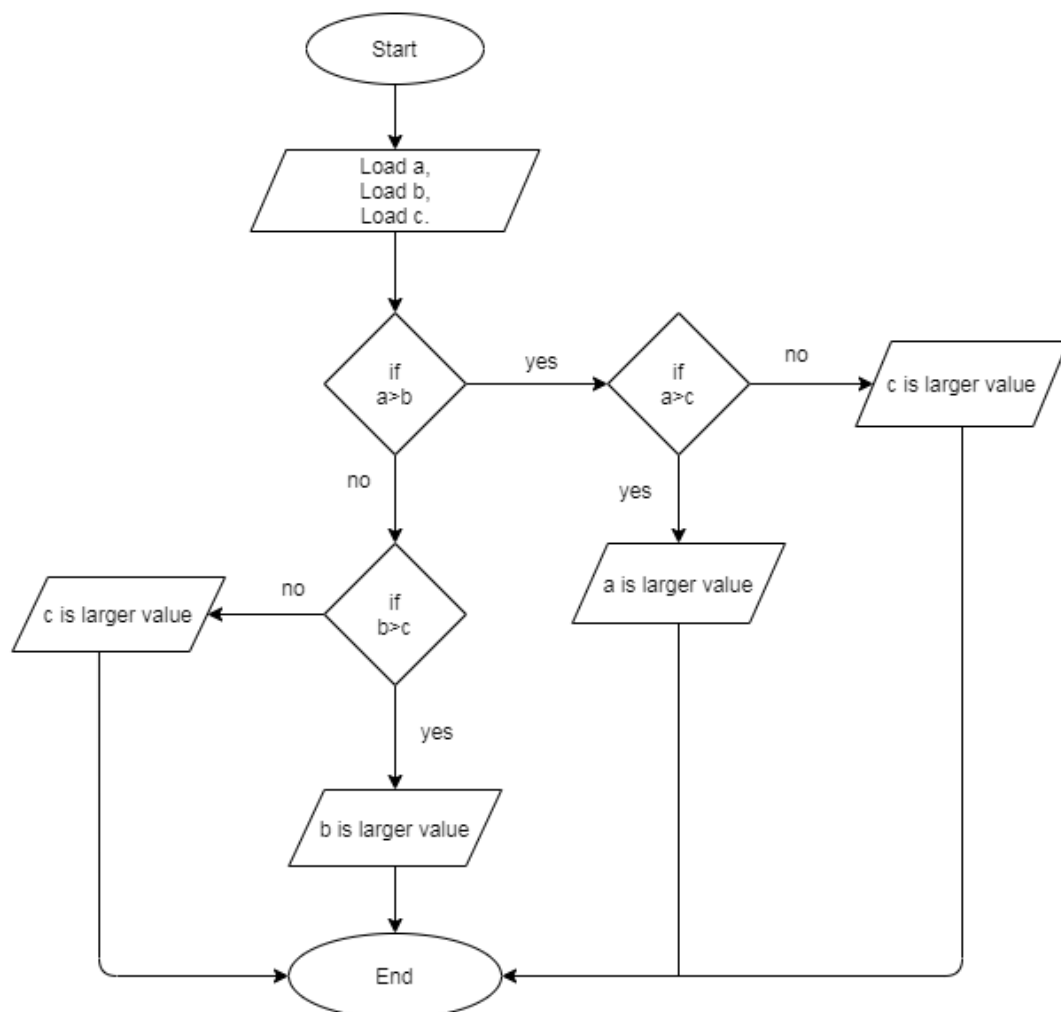 Start
Load a,
Load b,
Load c.
if
a>b
yes
if
a>c
no
c is larger value
no
yes
a is larger value
c is larger value
no
if
b>c
yes
b is larger value
End